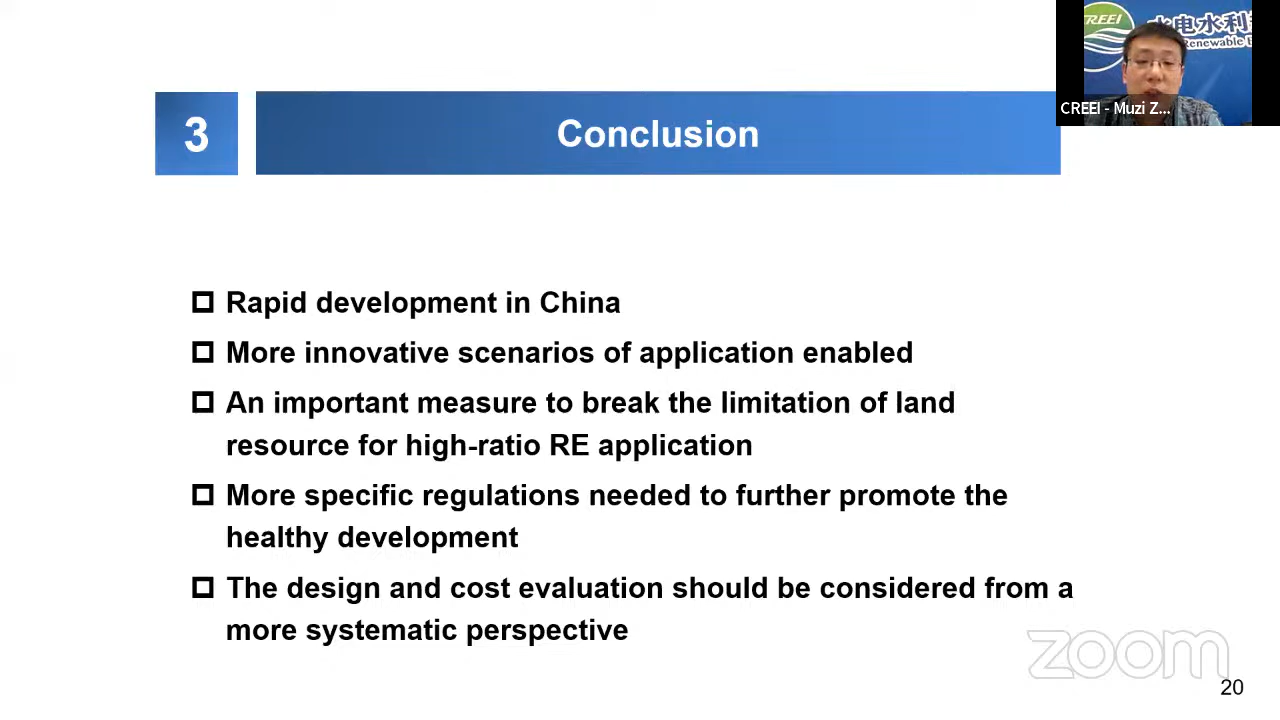 CREEI
水电水利
Renewable E
CREEI - Muzi Z...
3
Conclusion
Rapid development in China
More innovative scenarios of application enabled
An important measure to break the limitation of land
resource for high-ratio RE application
More specific regulations needed to further promote the
healthy development
The design and cost evaluation should be considered from a
more systematic perspective
zoom
20